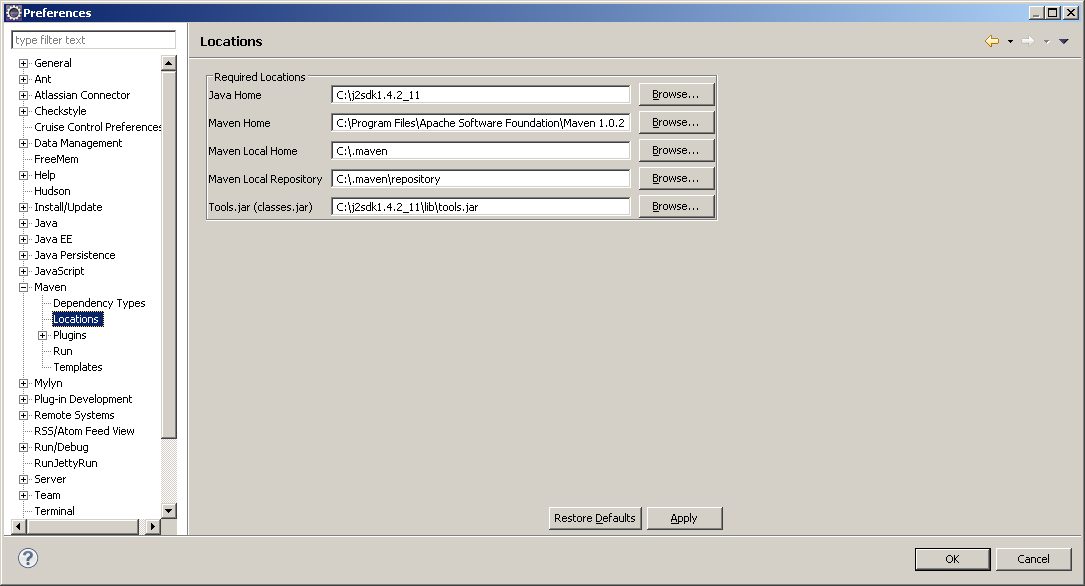 Preferences
type filter text
General
Ant
Atlassian Connector
Checkstyle
Cruise Control Preferences
Data Management
FreeMem
Help
Hudson
Install/Update
Java
Java EE
Java Persistence
JavaScript
Maven
Dependency Types
Locations
Plugins
Run
Templates
Mylyn
Plug-in Development
Remote Systems
RSS/Atom Feed View
Run/Debug
RunJettyRun
Server
Team
Terminal
Locations
Required Locations
Java Home C:\j2sdk1.4.2_11 Browse...
Maven Home C:\Program Files\Apache Software Foundation\Maven 1.0.2 Browse...
Maven Local Home C:\.maven Browse...
Maven Local Repository C:\.maven\repository Browse...
Tools.jar (classes.jar) C:\j2sdk1.4.2_11\lib\tools.jar Browse...
Restore Defaults Apply
? OK Cancel